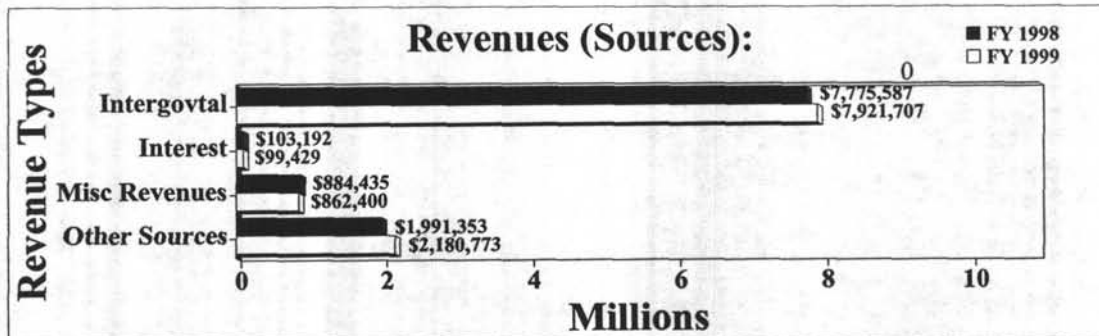 Revenues (Sources):
FY 1998
FY 1999
0
Revenue Types
Intergovtal
$7,775,587
$7,921,707
Interest
$103,192
$99,429
Misc Revenues
$884,435
$862,400
Other Sources
$1,991,353
$2,180,773
0 2 4 6 8 10
Millions